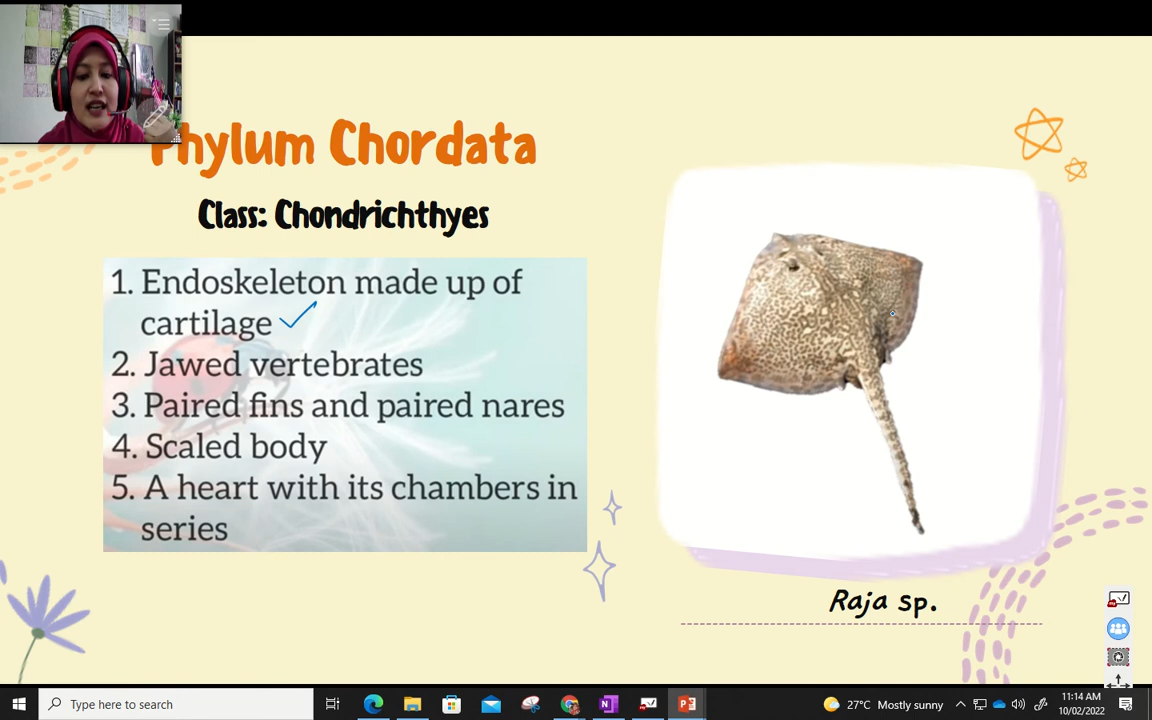 Phylum Chordata
Class: Chondrichthyes
1. Endoskeleton made up of
cartilage
2. Jawed vertebrates
3. Paired fins and paired nares
4. Scaled body
5. A heart with its chambers in
series
Raja sp.
Type here to search
27°C Mostly sunny
11:14 AM
10/02/2022